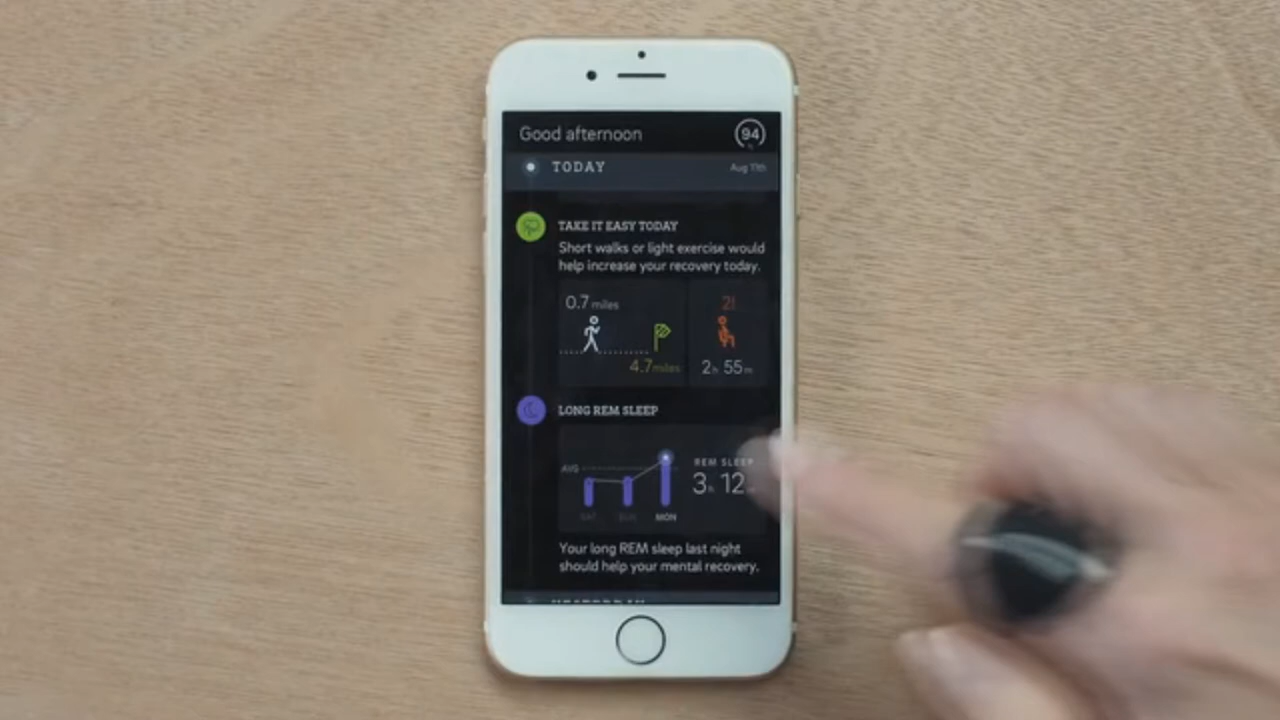 Good afternoon
94
TODAY
Aug 11th
TAKE IT EASY TODAY
Short walks or light exercise would
help increase your recovery today.
0.7 miles
4.7 miles
2h 55m
LONG REM SLEEP
AVG
REM SLEEP
3h 12
SAT SUN MON
Your long REM sleep last night
should help your mental recovery.
YESTERDAY